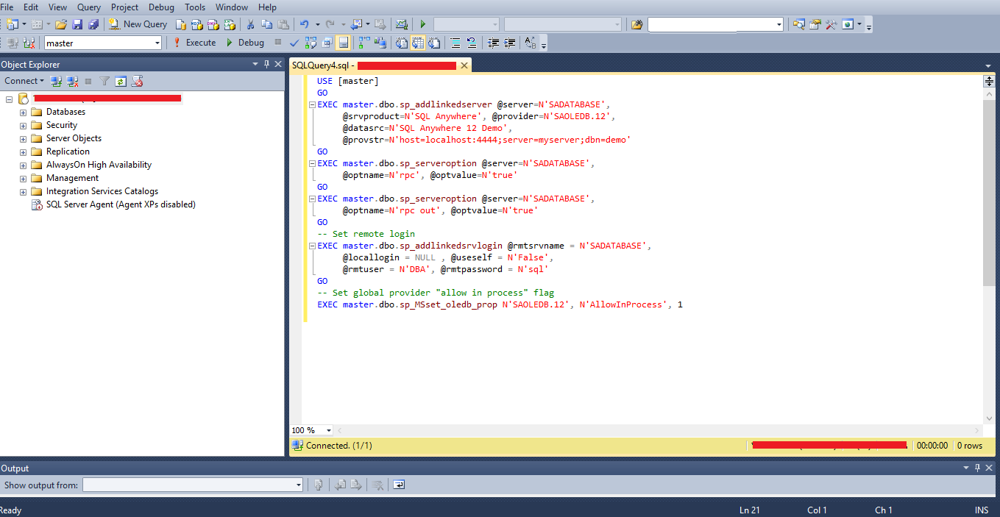 File Edit View Query Project Debug Tools Window Help
New Query
master Execute Debug
Object Explorer
Connect
Databases
Security
Server Objects
Replication
AlwaysOn High Availability
Management
Integration Services Catalogs
SQL Server Agent (Agent XPs disabled)
SQLQuery4.sql -
USE [master]
GO
EXEC master.dbo.sp_addlinkedserver @server=N'SADATABASE',
@srvproduct=N'SQL Anywhere', @provider=N'SAOLEDB.12',
@datasrc=N'SQL Anywhere 12 Demo',
@provstr=N'host=localhost:4444;server=myserver;dbn=demo'
GO
EXEC master.dbo.sp_serveroption @server=N'SADATABASE',
@optname=N'rpc', @optvalue=N'true'
GO
EXEC master.dbo.sp_serveroption @server=N'SADATABASE',
@optname=N'rpc out', @optvalue=N'true'
GO
-- Set remote login
EXEC master.dbo.sp_addlinkedsrvlogin @rmtsrvname = N'SADATABASE',
@locallogin = NULL , @useself = N'False',
@rmtuser = N'DBA', @rmtpassword = N'sql'
GO
-- Set global provider "allow in process" flag
EXEC master.dbo.sp_MSset_oledb_prop N'SAOLEDB.12', N'AllowInProcess', 1
100 %
Connected. (1/1) 00:00:00 0 rows
Output
Show output from:
Ready Ln 21 Col 1 Ch 1 INS